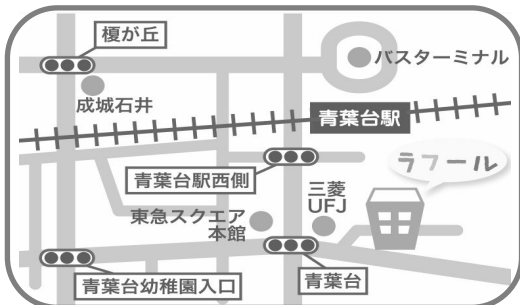 榎が丘
バスターミナル
成城石井
青葉台駅
ラフール
青葉台駅西側
三菱
UFJ
東急スクエア
本館
青葉台幼稚園入口
青葉台